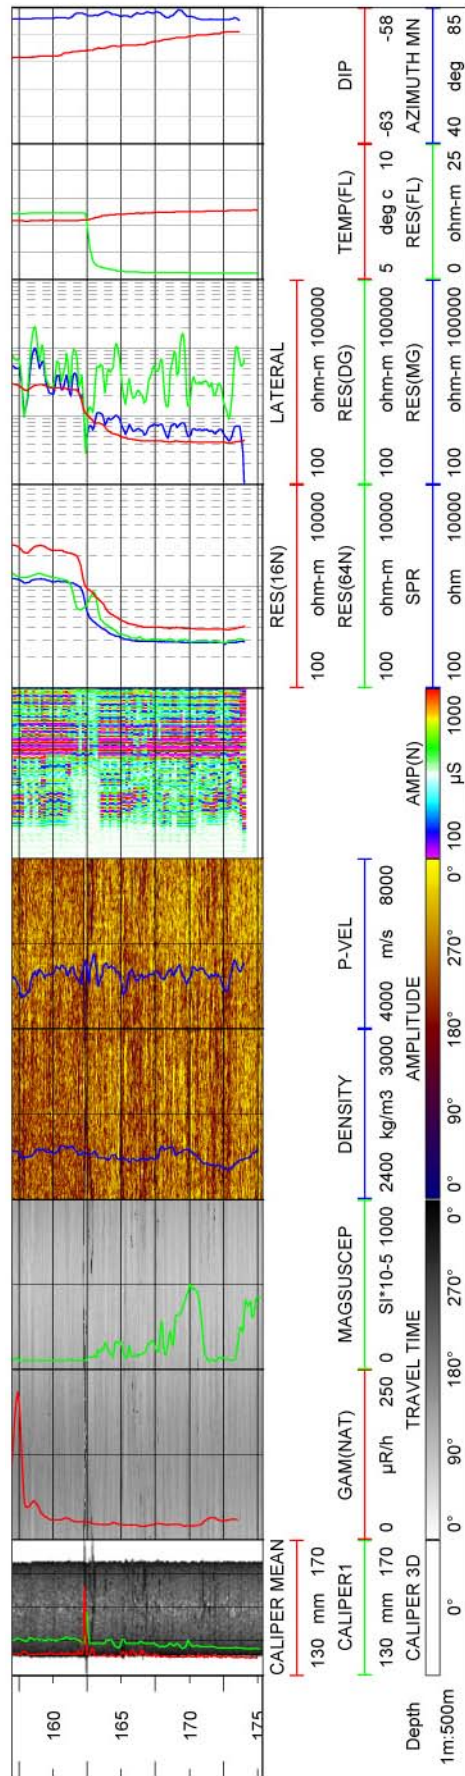 160
165
170
175
CALIPER MEAN RES(16N) LATERAL
130 mm 170 100 ohm-m 10000 100 ohm-m 100000
CALIPER1 GAM(NAT) MAGSUSCEP DENSITY P-VEL RES(64N) RES(DG) TEMP(FL) DIP
130 mm 170 0 µR/h 250 0 SI*10-5 1000 2400 kg/m3 3000 4000 m/s 8000 100 ohm-m 10000 100 ohm-m 100000 5 deg c 10 -63 -58
Depth CALIPER 3D TRAVEL TIME AMPLITUDE AMP(N) SPR RES(MG) RES(FL) AZIMUTH MN
1m:500m 0° 0° 90° 180° 270° 0° 90° 180° 270° 0° 100 µS 1000 100 ohm 10000 100 ohm-m 100000 0 ohm-m 25 40 deg 85